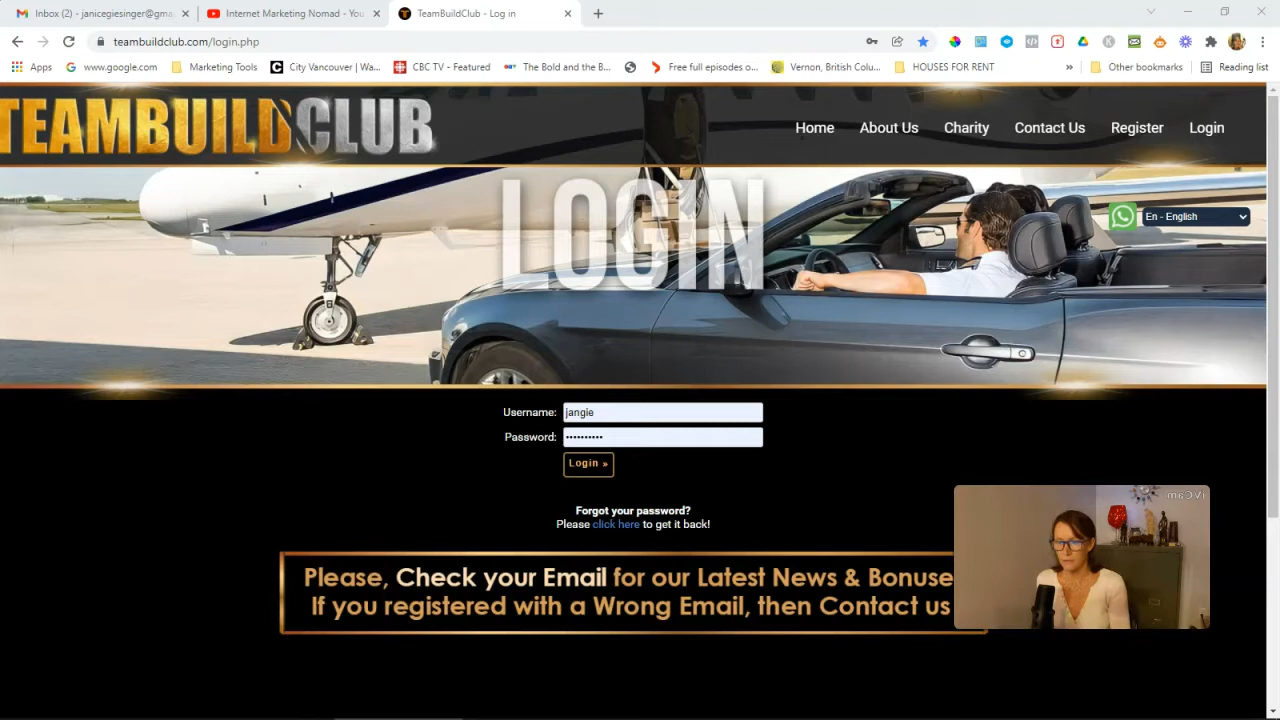 Inbox (2) - janicegiesinger@gma
Internet Marketing Nomad - You
TeamBuildClub - Log in
teambuildclub.com/login.php
Apps
www.google.com
Marketing Tools
City Vancouver | Wa...
CBC TV - Featured
The Bold and the B...
Free full episodes o...
Vernon, British Colu...
HOUSES FOR RENT
»
Other bookmarks
Reading list
TEAMBUILDCLUB
Home
About Us
Charity
Contact Us
Register
Login
LOGIN
En - English
Username: jangie
Password: ••••••••••
Login »
Forgot your password?
Please click here to get it back!
Please, Check your Email for our Latest News & Bonuse
If you registered with a Wrong Email, then Contact us
iVCam